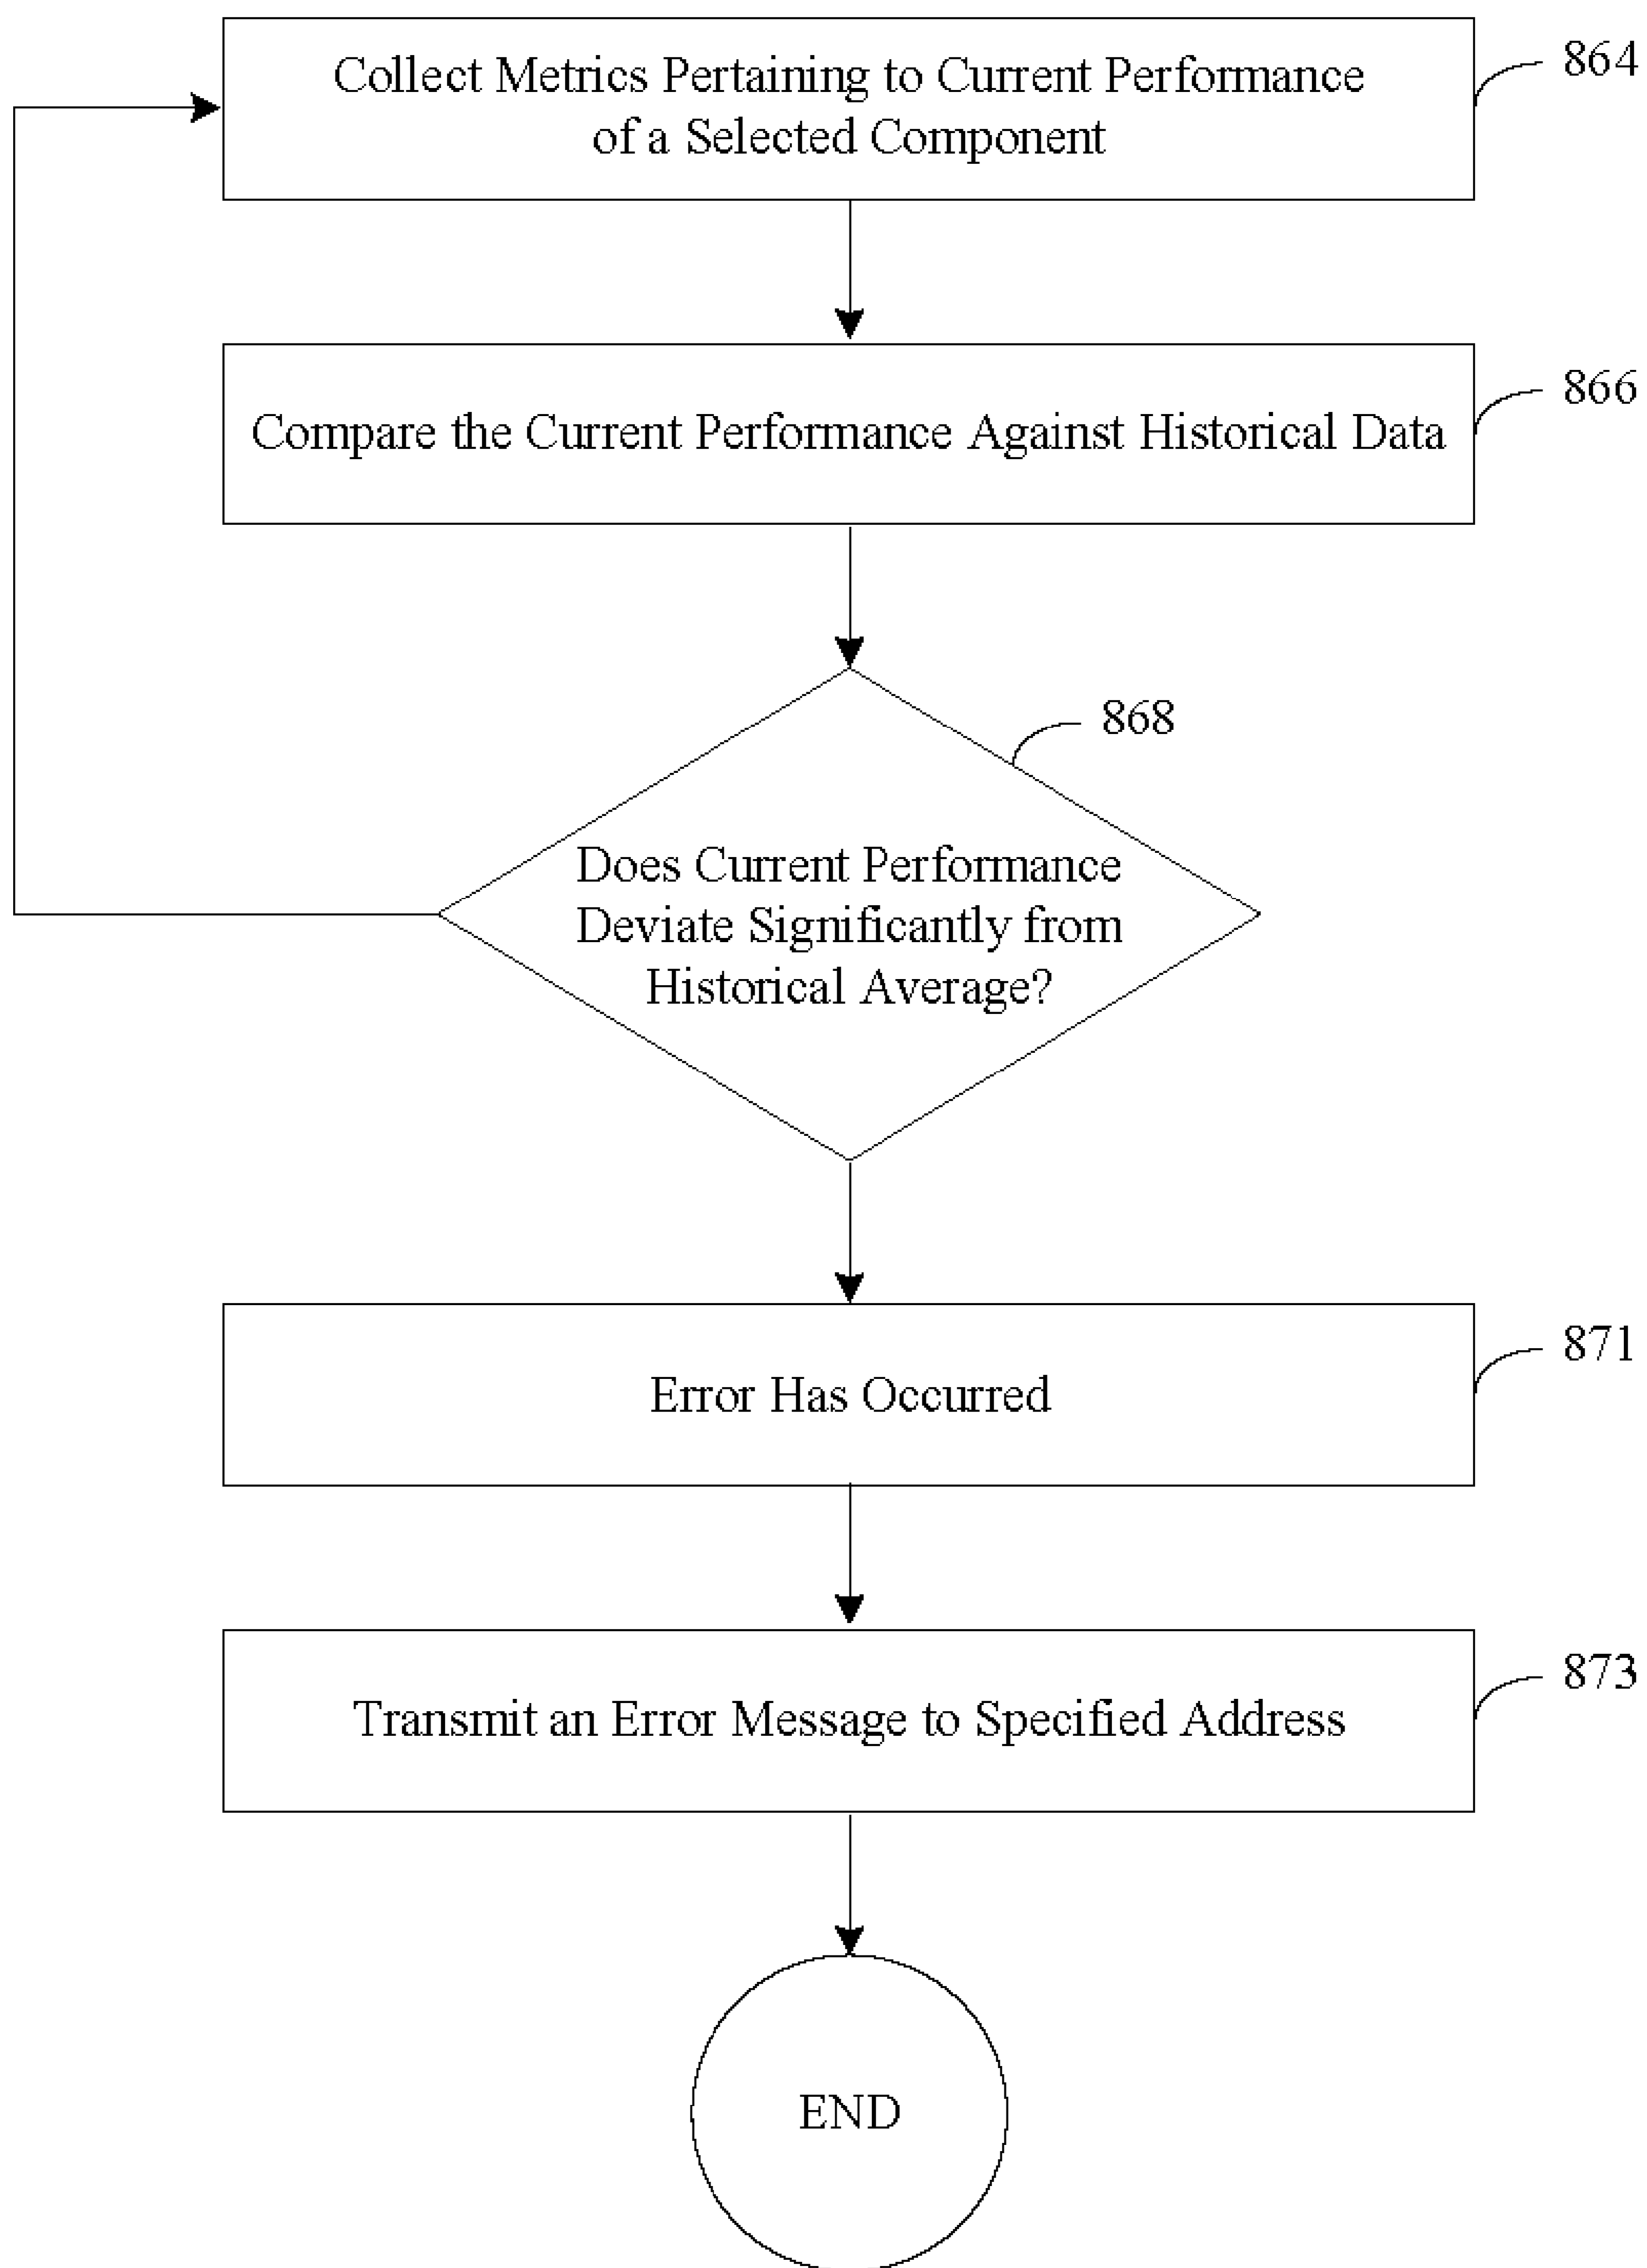 Collect Metrics Pertaining to Current Performance
of a Selected Component
864
Compare the Current Performance Against Historical Data
866
868
Does Current Performance
Deviate Significantly from
Historical Average?
Error Has Occurred
871
Transmit an Error Message to Specified Address
873
END